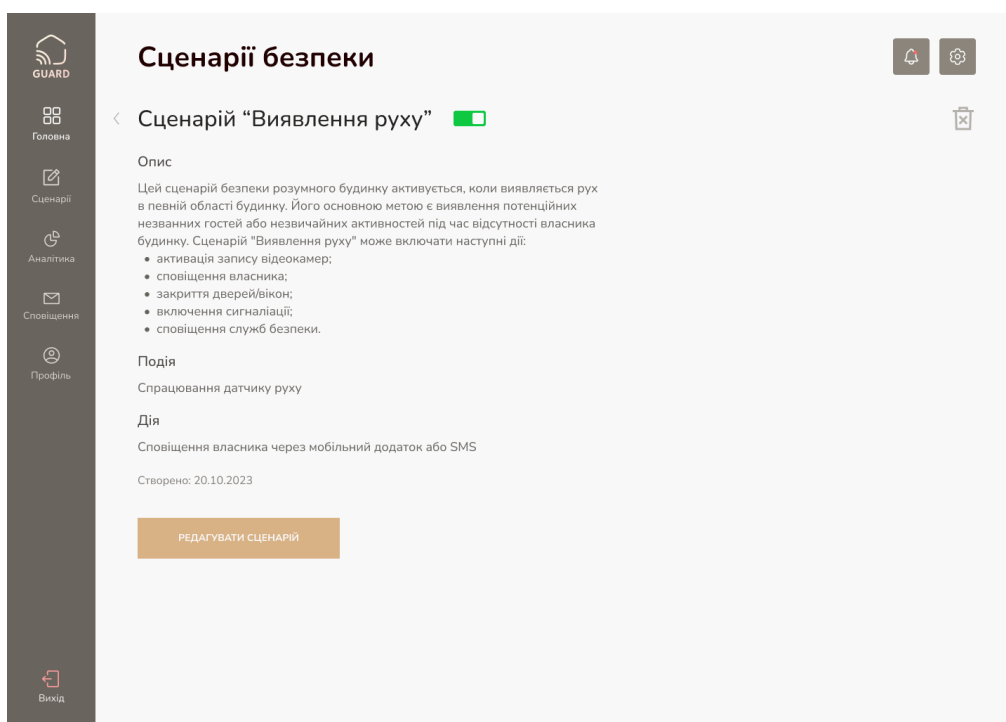 GUARD
Головна
Сценарії
Аналітика
Сповіщення
Профіль
Вихід
Сценарії безпеки
Сценарій “Виявлення руху”
Опис
Цей сценарій безпеки розумного будинку активується, коли виявляється рух
в певній області будинку. Його основною метою є виявлення потенційних
незванних гостей або незвичайних активностей під час відсутності власника
будинку. Сценарій "Виявлення руху" може включати наступні дії:
• активація запису відеокамер;
• сповіщення власника;
• закриття дверей/вікон;
• включення сигналіації;
• сповіщення служб безпеки.
Подія
Спрацювання датчику руху
Дія
Сповіщення власника через мобільний додаток або SMS
Створено: 20.10.2023
РЕДАГУВАТИ СЦЕНАРІЙ